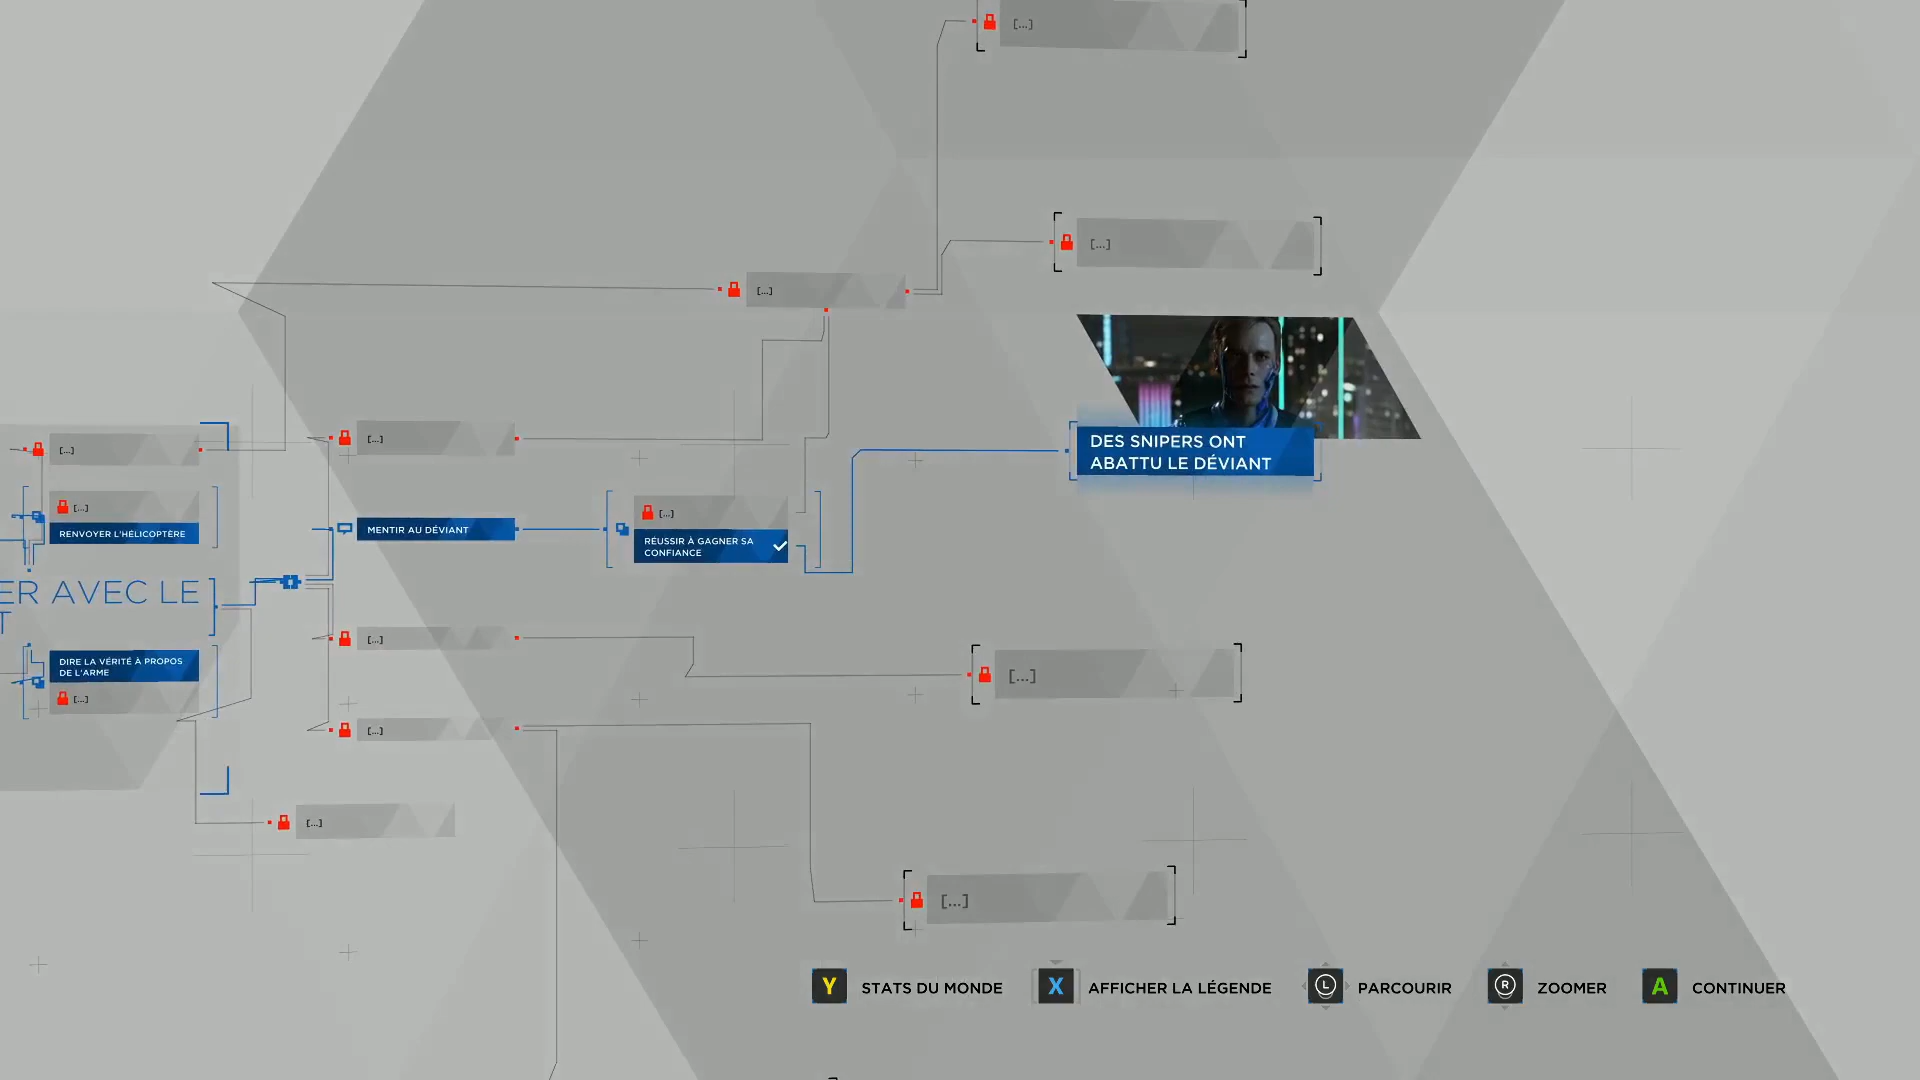 [...]
[...]
[...]
DES SNIPERS ONT
ABATTU LE DÉVIANT
[...]
[...]
[...]
RENVOYER L'HÉLICOPTÈRE
MENTIR AU DÉVIANT
[...]
RÉUSSIR À GAGNER SA
CONFIANCE
ER AVEC LE
T
DIRE LA VÉRITÉ À PROPOS
DE L'ARME
[...]
[...]
[...]
[...]
[...]
[...]
Y STATS DU MONDE
X AFFICHER LA LÉGENDE
L PARCOURIR
R ZOOMER
A CONTINUER